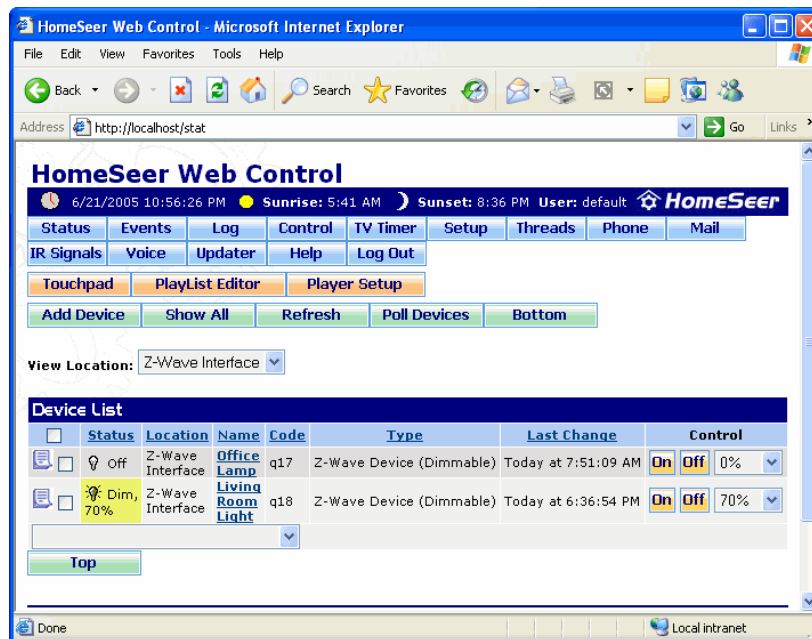 HomeSeer Web Control - Microsoft Internet Explorer
File Edit View Favorites Tools Help
Back Search Favorites
Address http://localhost/stat Go Links
HomeSeer Web Control
6/21/2005 10:56:26 PM Sunrise: 5:41 AM Sunset: 8:36 PM User: default HomeSeer
Status Events Log Control TV Timer Setup Threads Phone Mail
IR Signals Voice Updater Help Log Out
Touchpad PlayList Editor Player Setup
Add Device Show All Refresh Poll Devices Bottom
View Location: Z-Wave Interface
Device List
Status Location Name Code Type Last Change Control
Off Z-Wave Interface Office Lamp q17 Z-Wave Device (Dimmable) Today at 7:51:09 AM On Off 0%
Dim, 70% Z-Wave Interface Living Room Light q18 Z-Wave Device (Dimmable) Today at 6:36:54 PM On Off 70%
Top
Done Local intranet